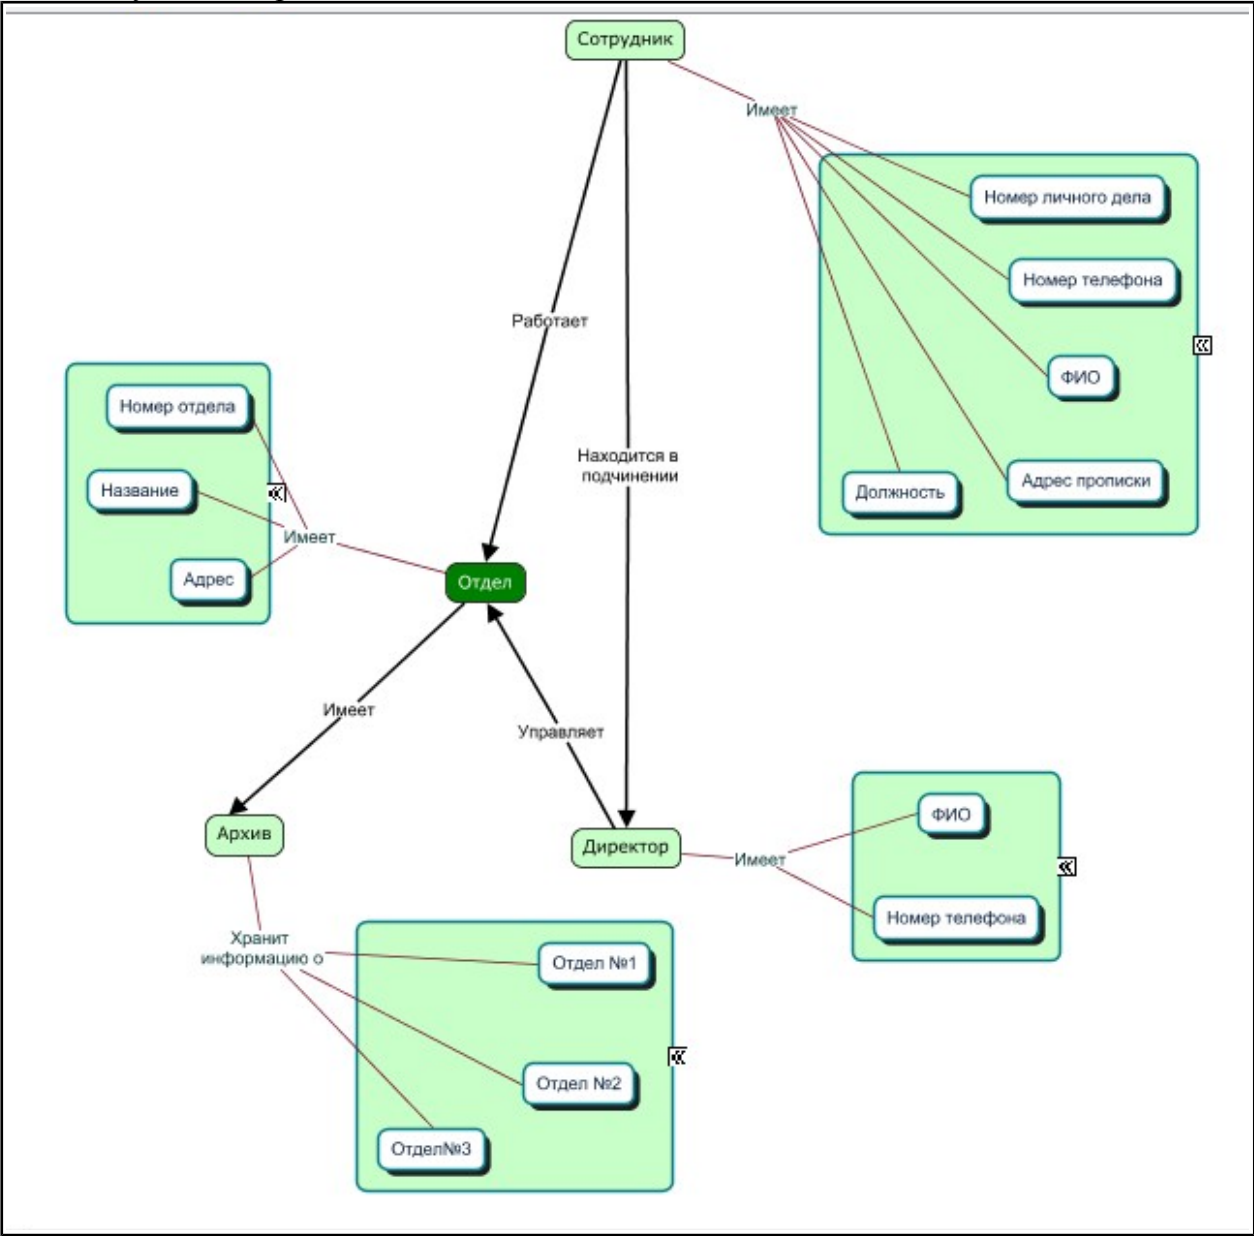 Сотрудник
Имеет
Номер личного дела
Номер телефона
ФИО
Адрес прописки
Должность
Работает
Находится в
подчинении
Номер отдела
Название
Адрес
Имеет
Отдел
Имеет
Управляет
Архив
Директор
Имеет
ФИО
Номер телефона
Хранит
информацию о
Отдел №1
Отдел №2
Отдел№3